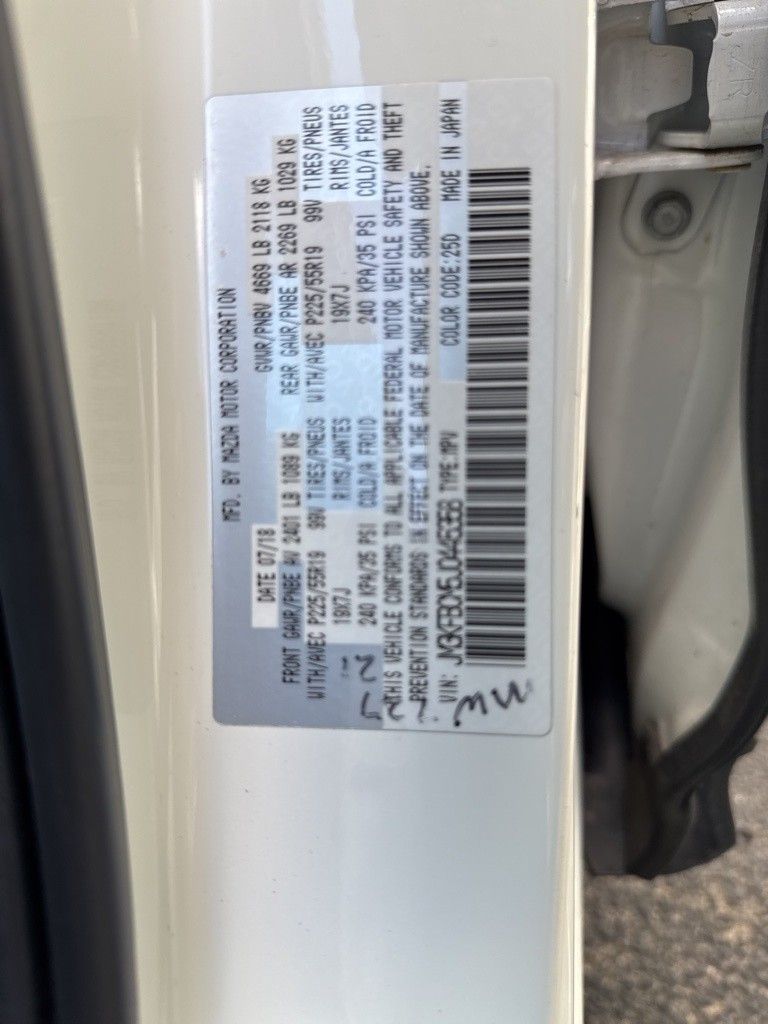 MFD. BY MAZDA MOTOR CORPORATION
DATE 07/18 GVWR/PNBV 4669 LB 2118 KG
FRONT GAWR/PNBE AV 2401 LB 1089 KG REAR GAWR/PNBE AR 2269 LB 1029 KG
WITH/AVEC P225/55R19 99V TIRES/PNEUS WITH/AVEC P225/55R19 99V TIRES/PNEUS
19X7J RIMS/JANTES 19X7J RIMS/JANTES
240 KPA/35 PSI COLD/A FROID 240 KPA/35 PSI COLD/A FROID
THIS VEHICLE CONFORMS TO ALL APPLICABLE FEDERAL MOTOR VEHICLE SAFETY AND THEFT
PREVENTION STANDARDS IN EFFECT ON THE DATE OF MANUFACTURE SHOWN ABOVE.
VIN: JM3KFBCM5J0445358 TYPE:MPV COLOR CODE:25D MADE IN JAPAN